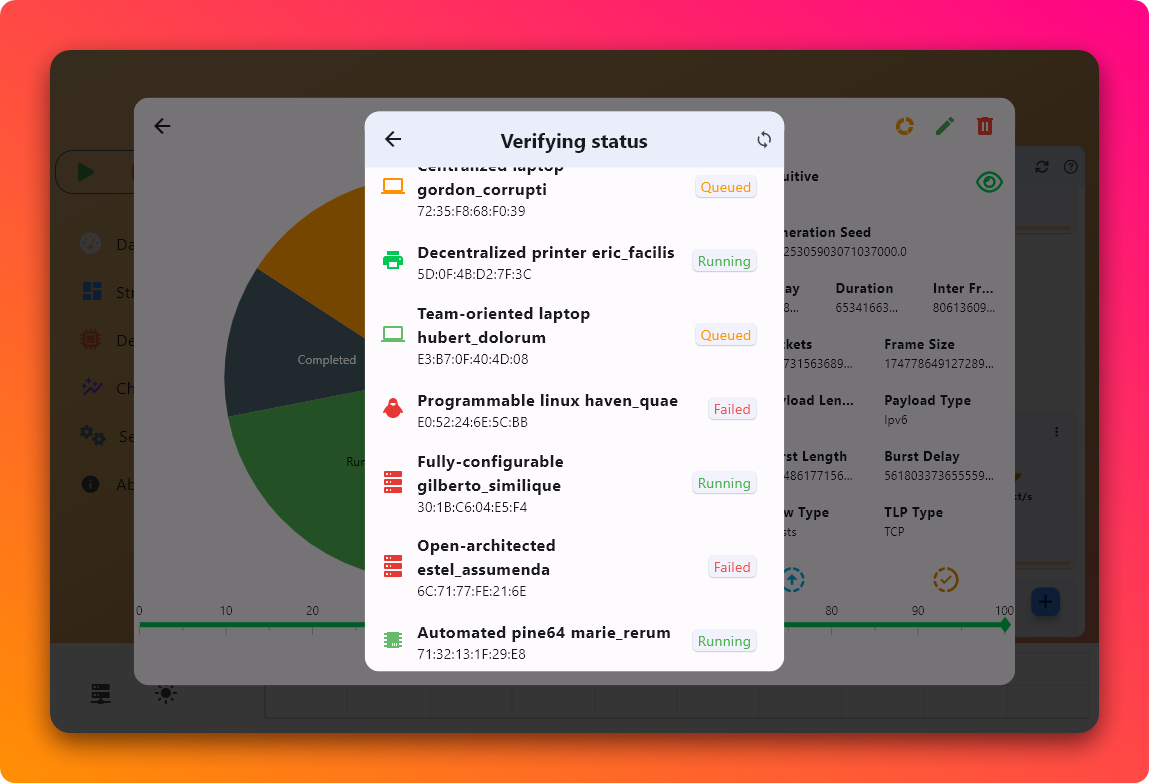 Verifying status
Centralized laptop
gordon_corrupti
72:35:F8:68:F0:39
Queued
Decentralized printer eric_facilis
5D:0F:4B:D2:7F:3C
Running
Team-oriented laptop
hubert_dolorum
E3:B7:0F:40:4D:08
Queued
Programmable linux haven_quae
E0:52:24:6E:5C:BB
Failed
Fully-configurable
gilberto_similique
30:1B:C6:04:E5:F4
Running
Open-architected
estel_assumenda
6C:71:77:FE:21:6E
Failed
Automated pine64 marie_rerum
71:32:13:1F:29:E8
Running
Completed
Run
Da
Str
De
Ch
Se
Ab
uitive
neration Seed
25305903071037000.0
ay Duration Inter Fr...
8... 65341663... 80613609...
kets Frame Size
731563689... 174778649127289...
yload Len... Payload Type
Ipv6
rst Length Burst Delay
486177156... 561803373655559...
w Type TLP Type
sts TCP
kt/s
0 10 20 80 90 100